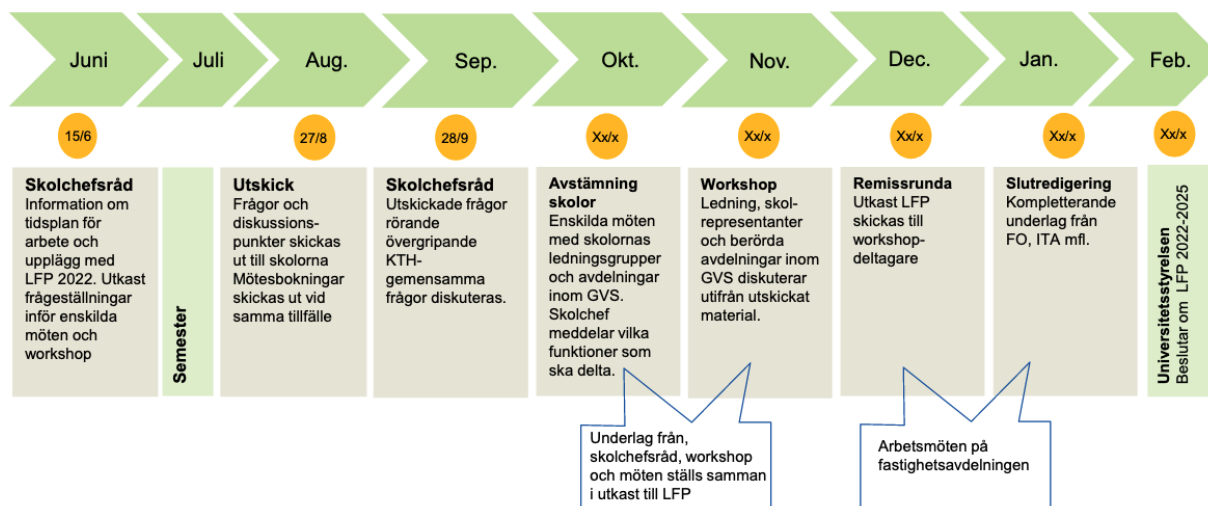 Juni
Juli
Aug.
Sep.
Okt.
Nov.
Dec.
Jan.
Feb.
15/6
27/8
28/9
Xx/x
Xx/x
Xx/x
Xx/x
Xx/x
Skolchefsråd
Information om
tidsplan för
arbete och
upplägg med
LFP 2022. Utkast
frågeställningar
inför enskilda
möten och
workshop
Semester
Utskick
Frågor och
diskussions-
punkter skickas
ut till skolorna
Mötesbokningar
skickas ut vid
samma tillfälle
Skolchefsråd
Utskickade frågor
rörande
övergripande
KTH-
gemensamma
frågor diskuteras.
Avstämning
skolor
Enskilda möten
med skolornas
ledningsgrupper
och avdelningar
inom GVS.
Skolchef
meddelar vilka
funktioner som
ska delta.
Workshop
Ledning, skol-
representanter
och berörda
avdelningar inom
GVS diskuterar
utifrån utskickat
material.
Remissrunda
Utkast LFP
skickas till
workshop-
deltagare
Slutredigering
Kompletterande
underlag från
FO, ITA mfl.
Universitetsstyrelsen
Beslutar om LFP 2022-2025
Underlag från,
skolchefsråd, workshop
och möten ställs samman
i utkast till LFP
Arbetsmöten på
fastighetsavdelningen